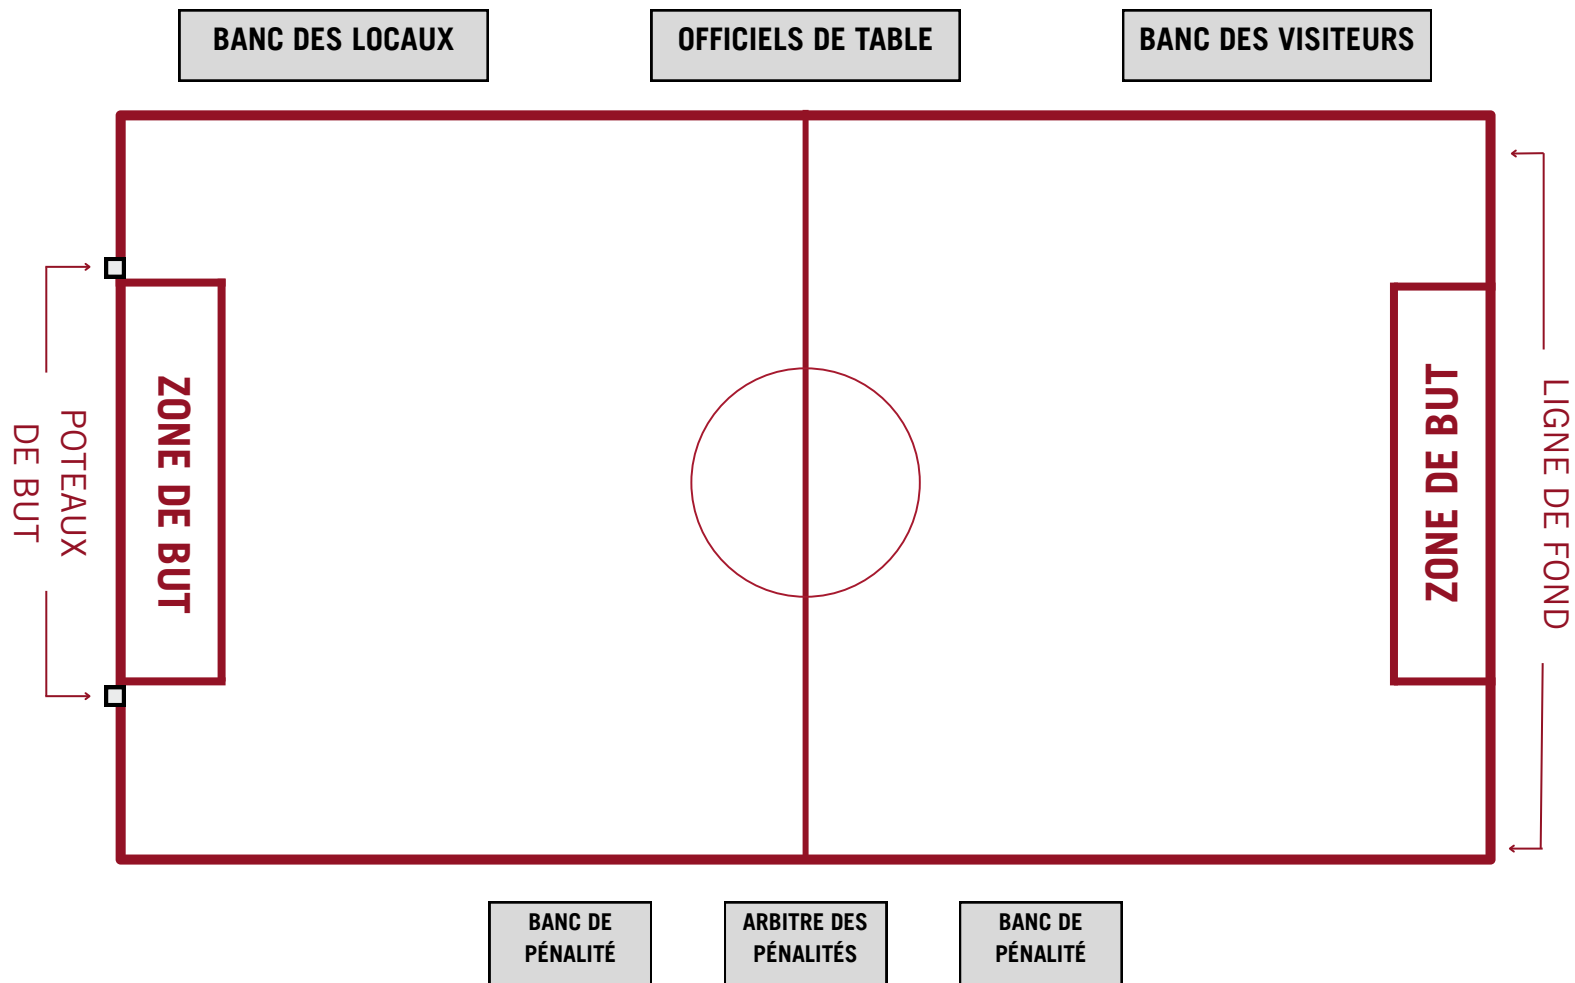 BANC DES LOCAUX
OFFICIELS DE TABLE
BANC DES VISITEURS
POTEAUX
DE BUT
ZONE DE BUT
ZONE DE BUT
LIGNE DE FOND
BANC DE
PÉNALITÉ
ARBITRE DES
PÉNALITÉS
BANC DE
PÉNALITÉ